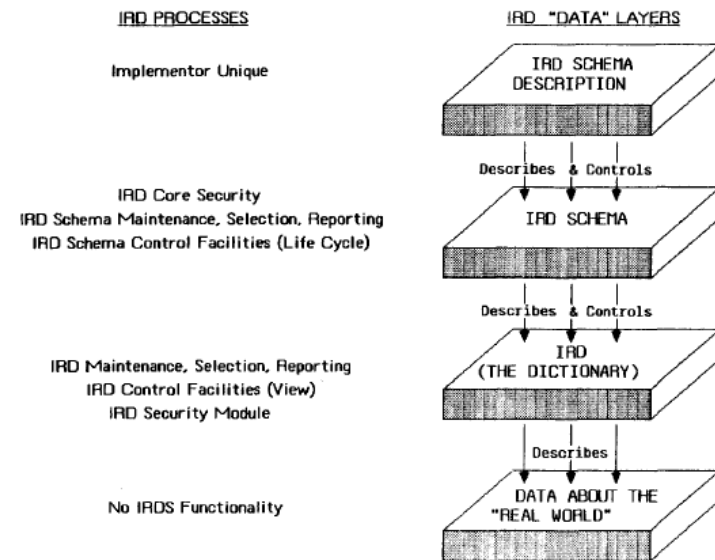 IRD PROCESSES
IRD "DATA" LAYERS
Implementor Unique
IRD SCHEMA
DESCRIPTION
Describes & Controls
IRD Core Security
IRD Schema Maintenance, Selection, Reporting
IRD Schema Control Facilities (Life Cycle)
IRD SCHEMA
Describes & Controls
IRD Maintenance, Selection, Reporting
IRD Control Facilities (View)
IRD Security Module
IRD
(THE DICTIONARY)
Describes
No IRDS Functionality
DATA ABOUT THE
"REAL WORLD"